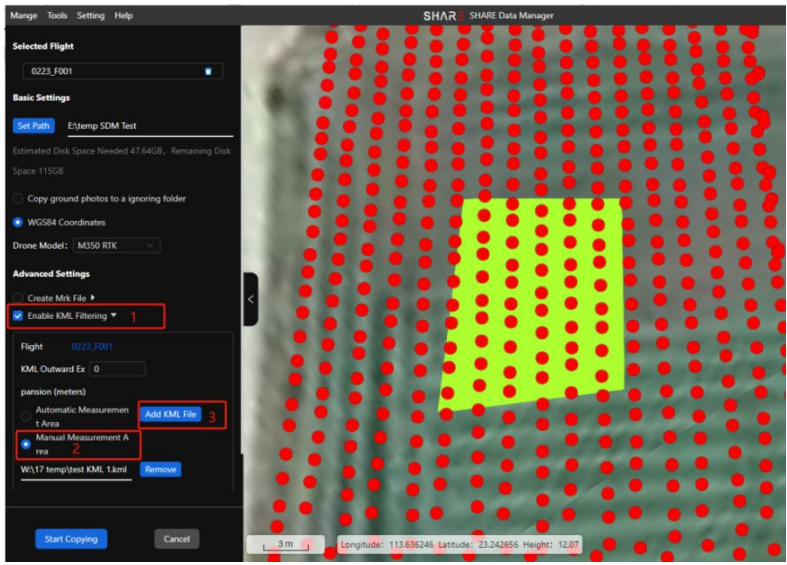 Mange Tools Setting Help
SHARE SHARE Data Manager
Selected Flight
0223_F001
Basic Settings
Set Path E:\temp SDM Test
Estimated Disk Space Needed 47.64GB, Remaining Disk
Space 115GB
Copy ground photos to a ignoring folder
WGS84 Coordinates
Drone Model: M350 RTK
Advanced Settings
Create Mrk File
Enable KML Filtering 1
Flight 0223_F001
KML Outward Ex 0
pansion (meters)
Automatic Measuremen
t Area
Add KML File 3
Manual Measurement A
rea
2
W:\17 temp\test KML 1.kml Remove
Start Copying Cancel
3 m Longitude: 113.636246 Latitude: 23.242656 Height: 12.07